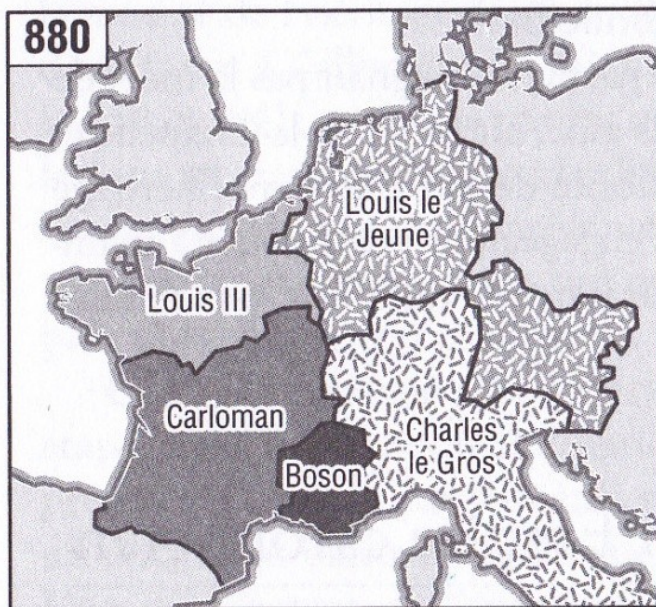 880
Louis le
Jeune
Louis III
Carloman
Charles
le Gros
Boson